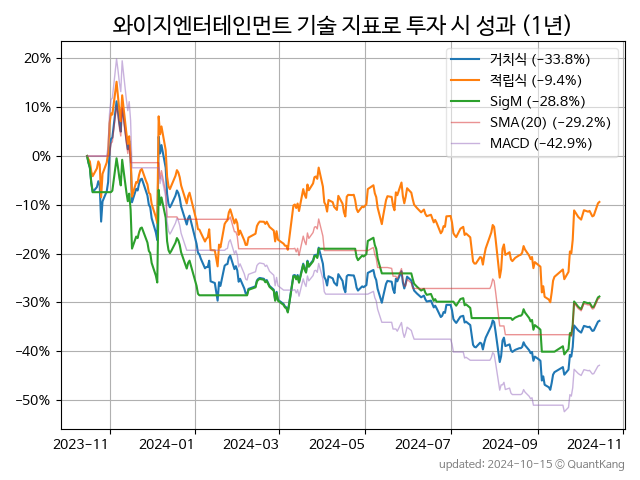 와이지엔터테인먼트 기술 지표로 투자 시 성과 (1년)
거치식 (−33.8%)
적립식 (−9.4%)
SigM (−28.8%)
SMA(20) (−29.2%)
MACD (−42.9%)
20%
10%
0%
−10%
−20%
−30%
−40%
−50%
2023−11
2024−01
2024−03
2024−05
2024−07
2024−09
2024−11
updated: 2024-10-15 © QuantKang